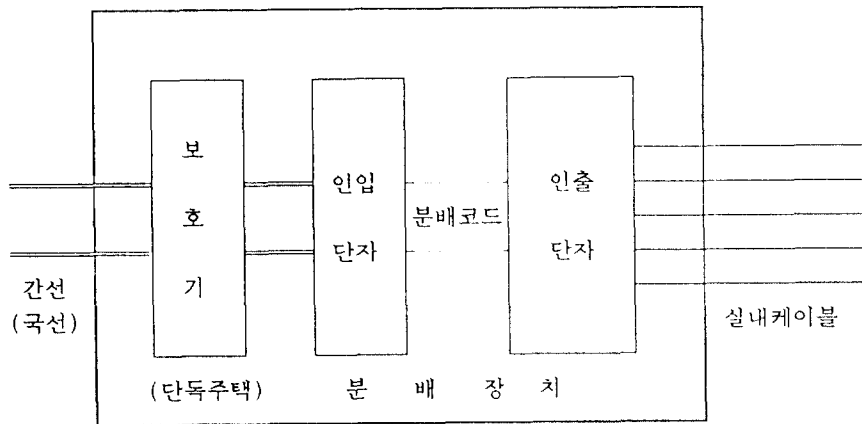 보
호
기
인입
단자
분배코드
인출
단자
간선
(국선)
실내케이블
(단독주택)
분 배 장 치